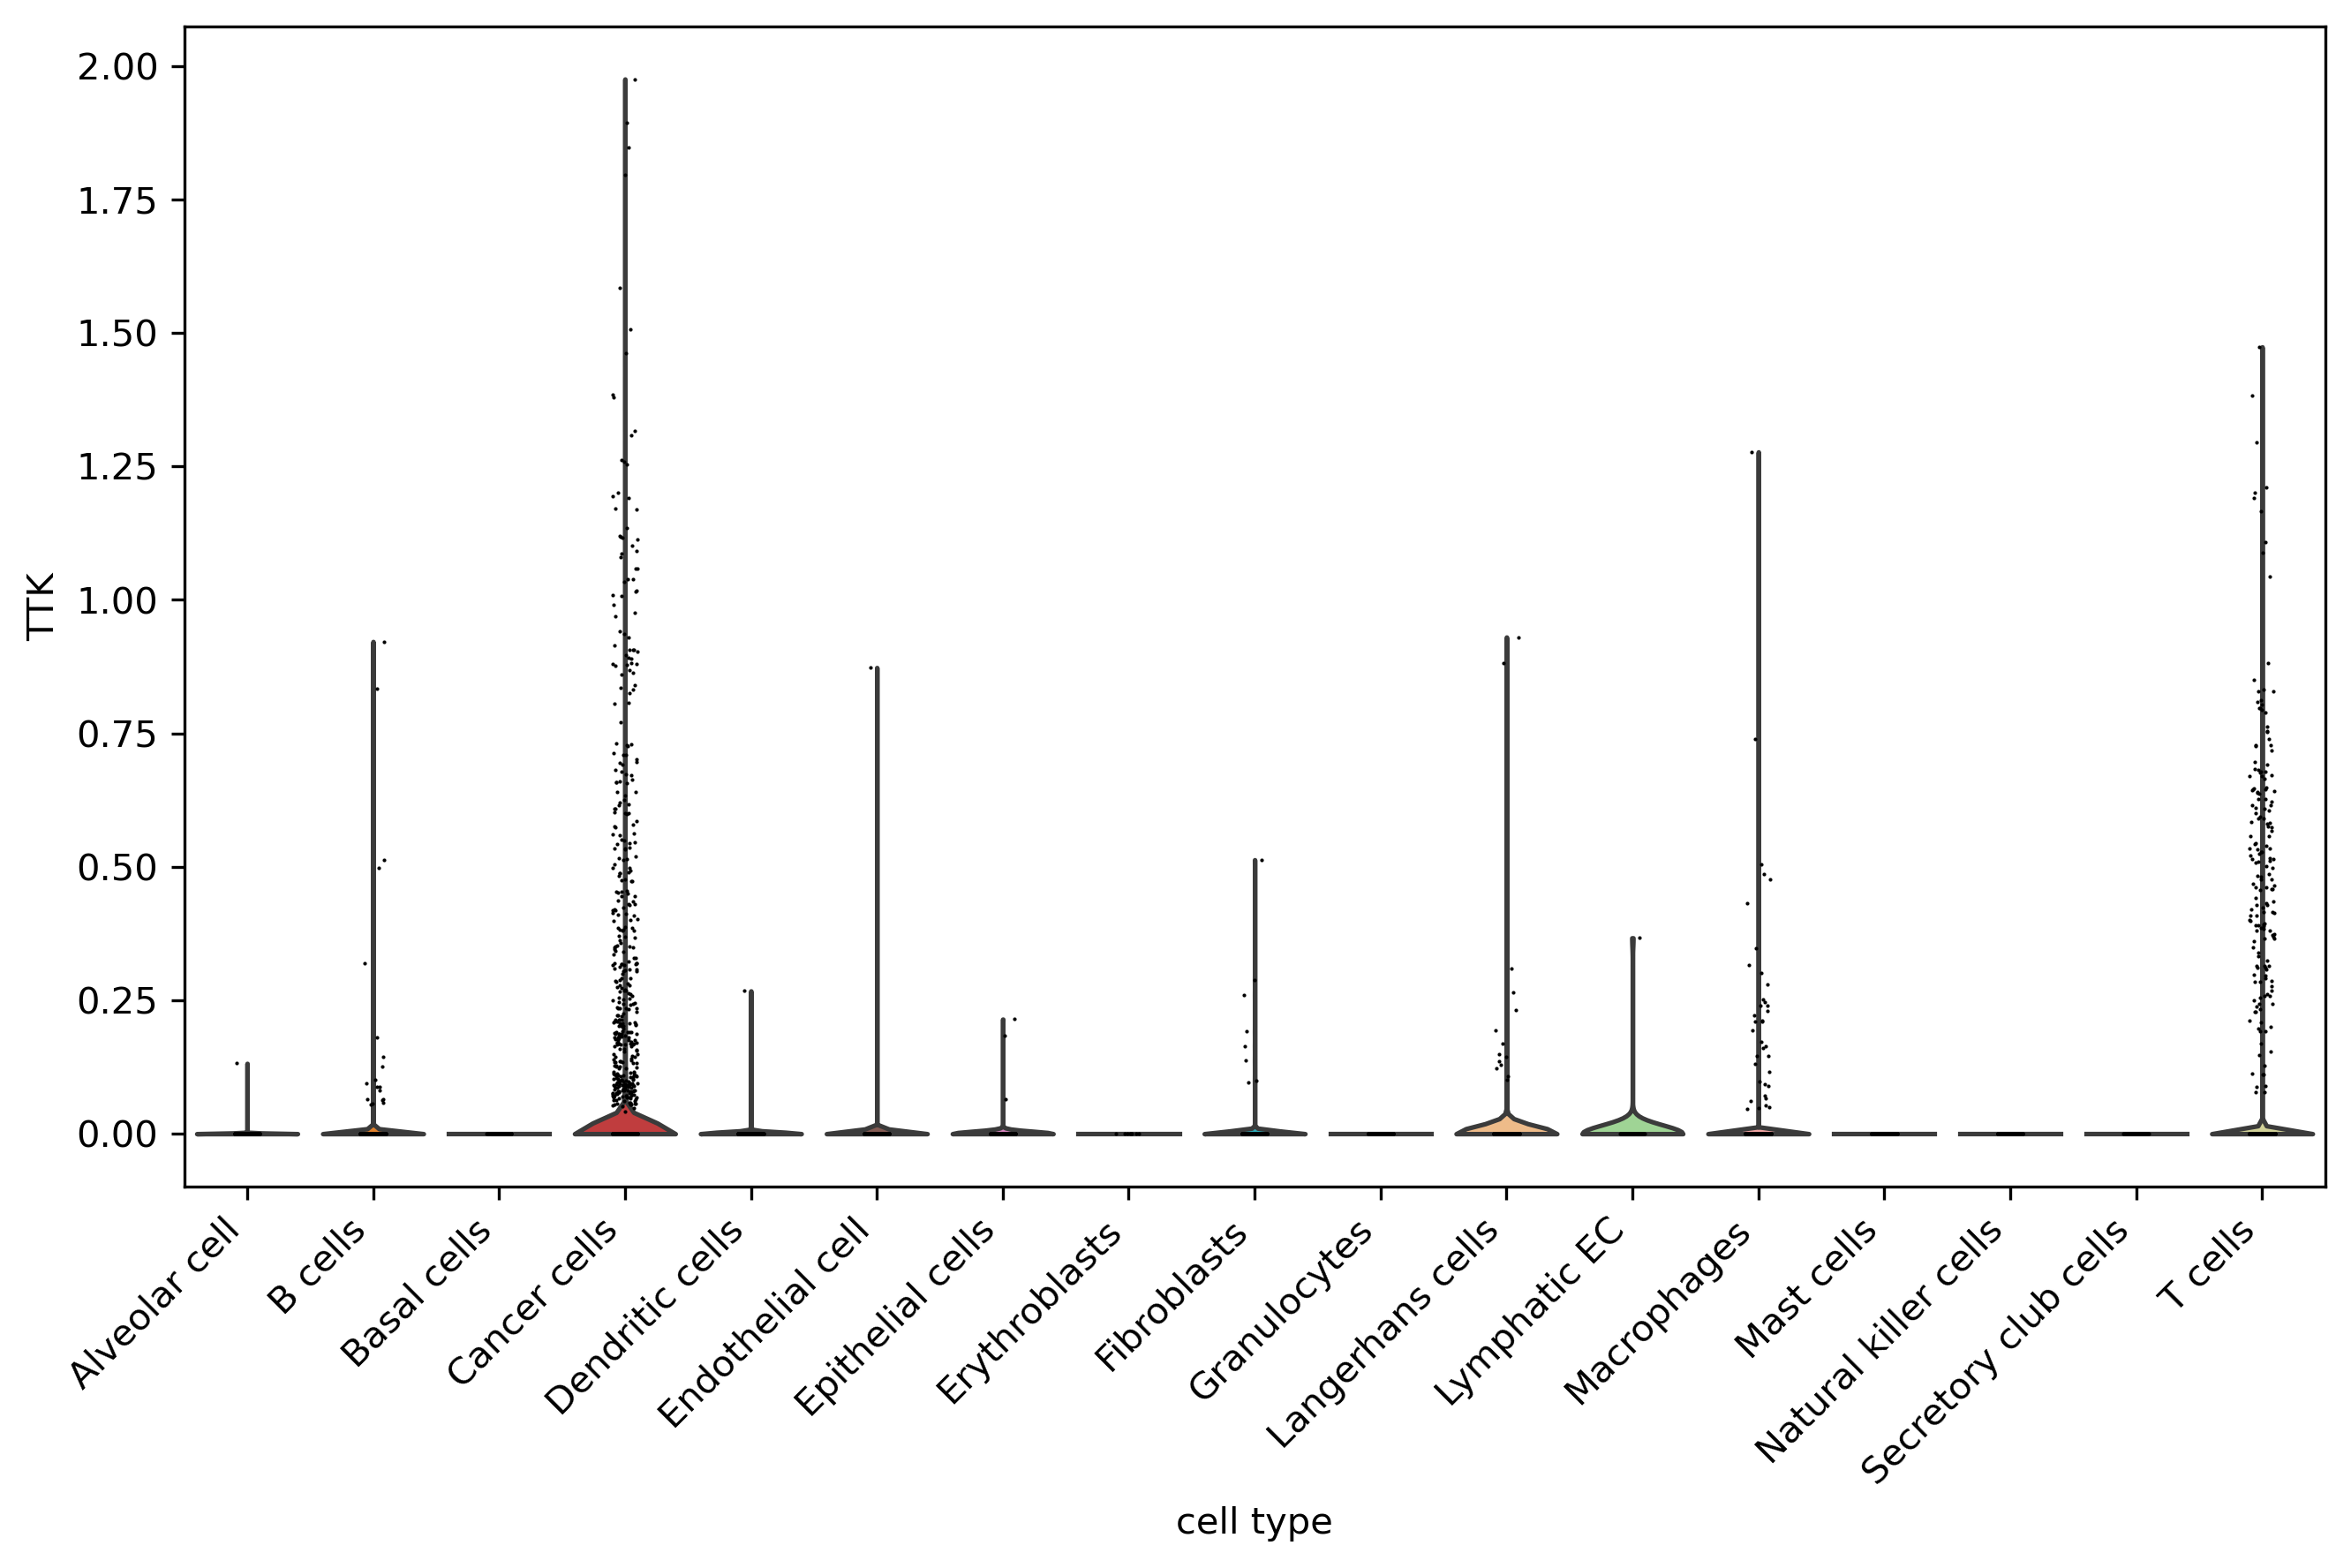 TTK
2.00
1.75
1.50
1.25
1.00
0.75
0.50
0.25
0.00
Alveolar cell
B cells
Basal cells
Cancer cells
Dendritic cells
Endothelial cell
Epithelial cells
Erythroblasts
Fibroblasts
Granulocytes
Langerhans cells
Lymphatic EC
Macrophages
Mast cells
Natural killer cells
Secretory club cells
T cells
cell type